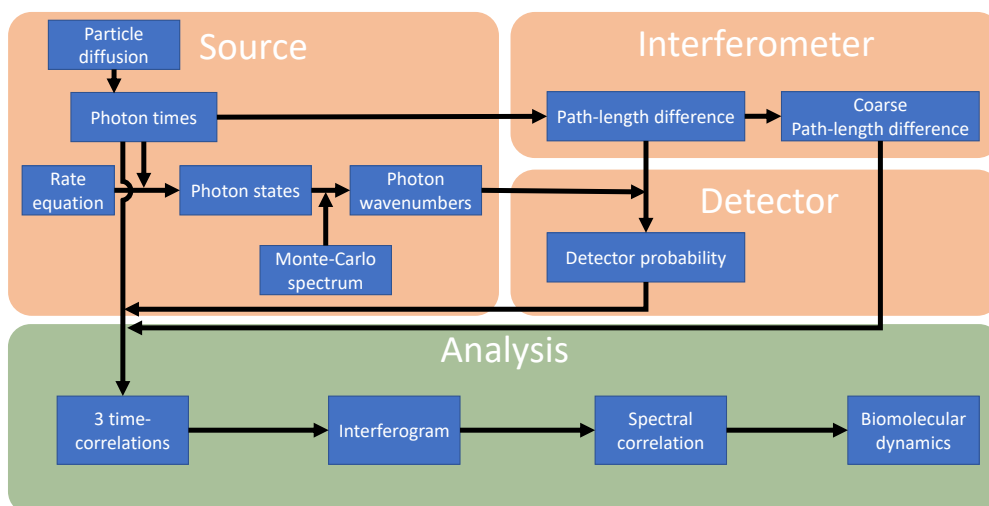 Source
Particle
diffusion
Photon times
Rate
equation
Photon states
Photon
wavenumbers
Monte-Carlo
spectrum
Interferometer
Path-length difference
Coarse
Path-length difference
Detector
Detector probability
Analysis
3 time-
correlations
Interferogram
Spectral
correlation
Biomolecular
dynamics